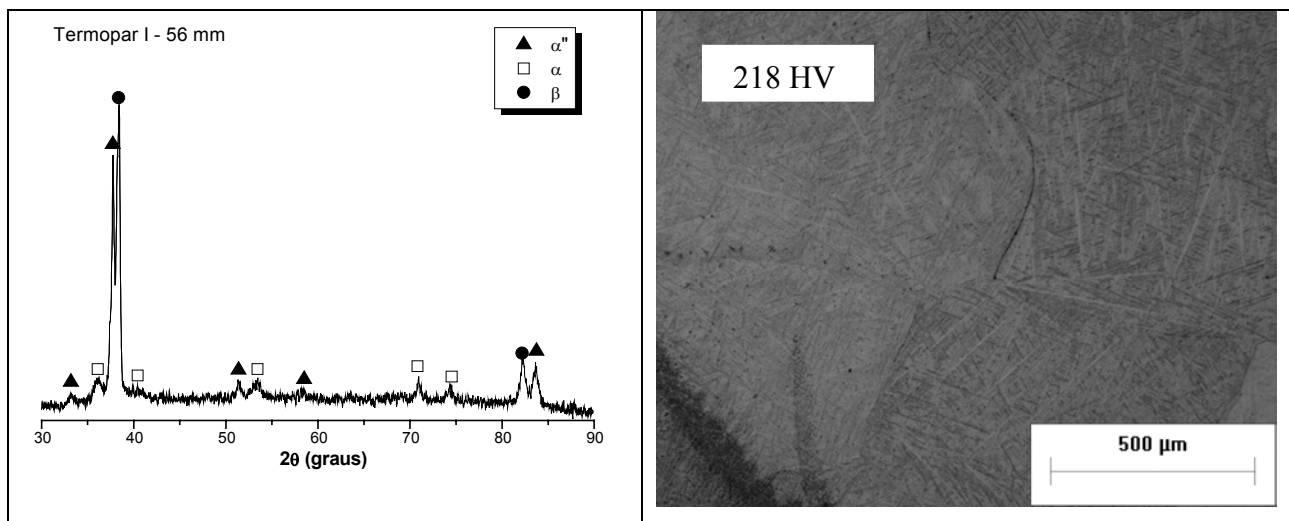 Termopar I - 56 mm
α"
α
β
30
40
50
60
70
80
90
2θ (graus)
218 HV
500 µm